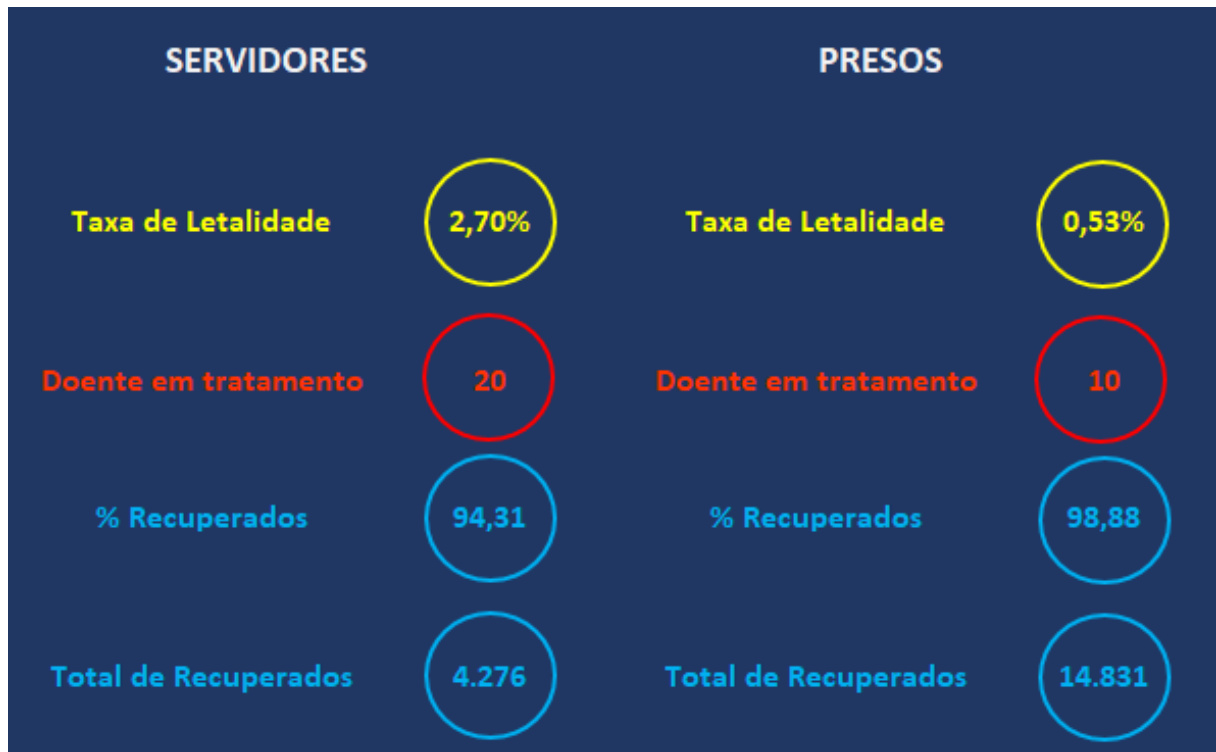 SERVIDORES
PRESOS
Taxa de Letalidade
2,70%
Taxa de Letalidade
0,53%
Doente em tratamento
20
Doente em tratamento
10
% Recuperados
94,31
% Recuperados
98,88
Total de Recuperados
4.276
Total de Recuperados
14.831